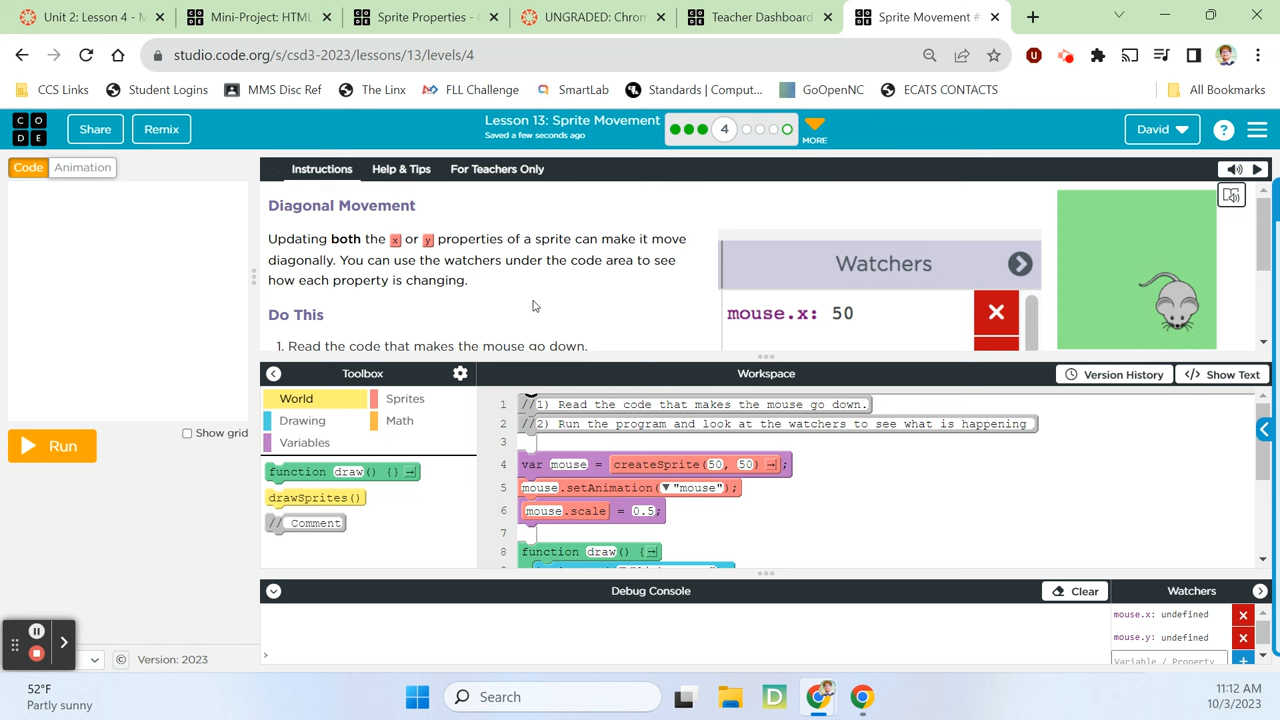 Unit 2: Lesson 4 - M
Mini-Project: HTML
Sprite Properties - C
UNGRADED: Chrom
Teacher Dashboard
Sprite Movement #
studio.code.org/s/csd3-2023/lessons/13/levels/4
CCS Links
Student Logins
MMS Disc Ref
The Linx
FLL Challenge
SmartLab
Standards | Comput...
GoOpenNC
ECATS CONTACTS
All Bookmarks
CODE
Share
Remix
Lesson 13: Sprite Movement
Saved a few seconds ago
4
MORE
David
?
Code
Animation
Instructions
Help & Tips
For Teachers Only
Diagonal Movement
Updating both the x or y properties of a sprite can make it move
diagonally. You can use the watchers under the code area to see
how each property is changing.
Do This
1. Read the code that makes the mouse go down.
Watchers
mouse.x: 50
Run
Show grid
Toolbox
World
Sprites
Drawing
Math
Variables
function draw() {}
drawSprites()
// Comment
Workspace
Version History
</> Show Text
1 //1) Read the code that makes the mouse go down.
2 //2) Run the program and look at the watchers to see what is happening
3
4 var mouse = createSprite(50, 50);
5 mouse.setAnimation("mouse");
6 mouse.scale = 0.5;
7
8 function draw() {
Debug Console
Clear
Watchers
mouse.x: undefined
mouse.y: undefined
Variable / Property
>
© Version: 2023
52°F
Partly sunny
Search
11:12 AM
10/3/2023